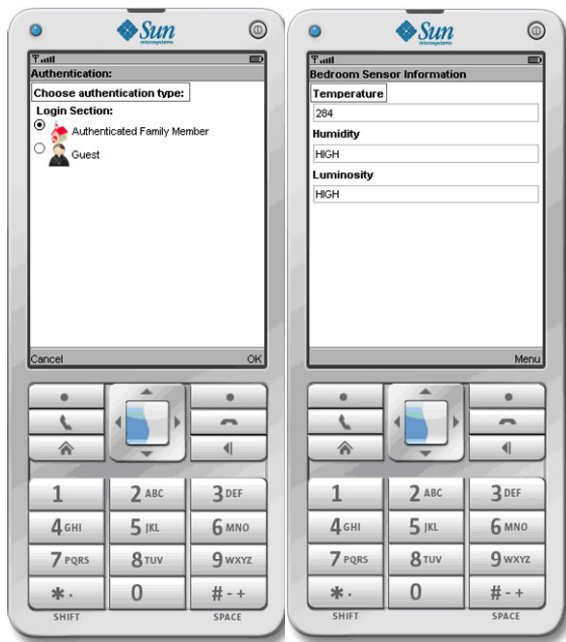 Sun
microsystems
Authentication:
Choose authentication type:
Login Section:
Authenticated Family Member
Guest
Cancel
OK
1
2 ABC
3 DEF
4 GHI
5 JKL
6 MNO
7 PQRS
8 TUV
9 WXYZ
* .
0
# - +
SHIFT
SPACE
Sun
microsystems
Bedroom Sensor Information
Temperature
284
Humidity
HIGH
Luminosity
HIGH
Menu
1
2 ABC
3 DEF
4 GHI
5 JKL
6 MNO
7 PQRS
8 TUV
9 WXYZ
* .
0
# - +
SHIFT
SPACE